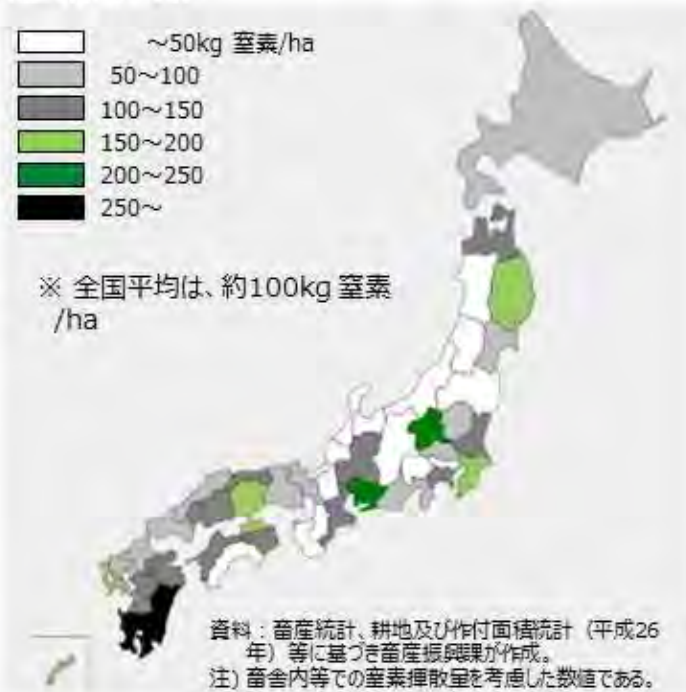 ～50kg 窒素/ha
50～100
100～150
150～200
200～250
250～
※ 全国平均は、約100kg 窒素
/ha
資料：畜産統計、耕地及び作付面積統計（平成26
年）等に基づき畜産振興課が作成。
注）畜舎内等での窒素揮散量を考慮した数値である。